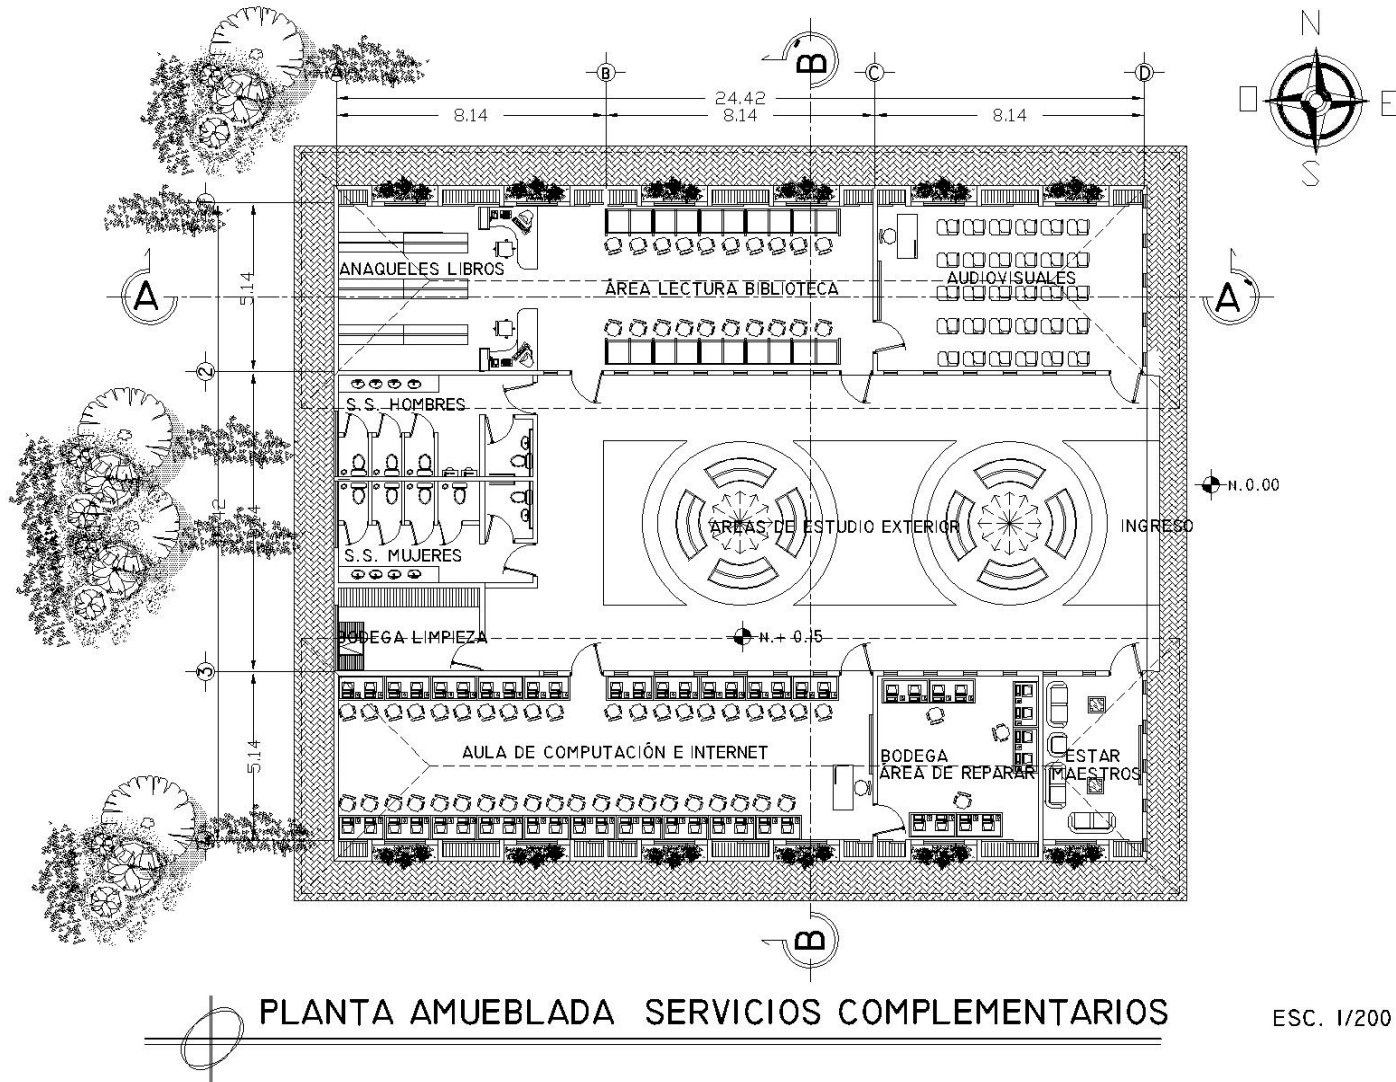 N
B'
A
B
C
D
24.42
8.14
8.14
8.14
E
S
1
5.14
ANAQUELES LIBROS
ÁREA LECTURA BIBLIOTECA
AUDIOVISUALES
A
A'
2
S.S. HOMBRES
N.0.00
ÁREAS DE ESTUDIO EXTERIOR
INGRESO
S.S. MUJERES
BODEGA LIMPIEZA
N.+ 0.15
3
5.14
AULA DE COMPUTACIÓN E INTERNET
BODEGA
ÁREA DE REPARAR
ESTAR
MAESTROS
B
PLANTA AMUEBLADA SERVICIOS COMPLEMENTARIOS
ESC. 1/200